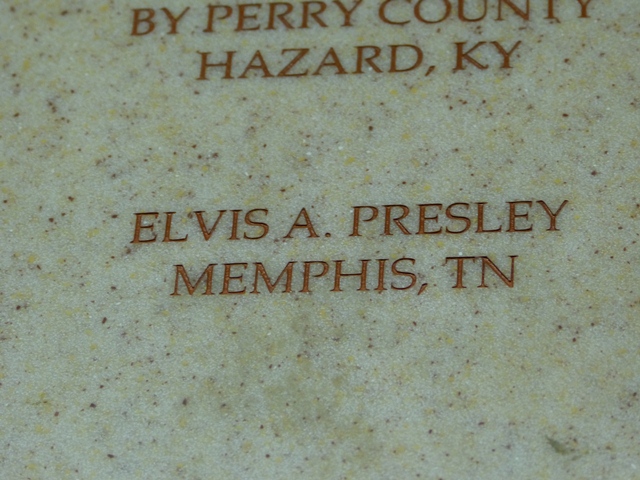 BY PERRY COUNTY
HAZARD, KY
ELVIS A. PRESLEY
MEMPHIS, TN